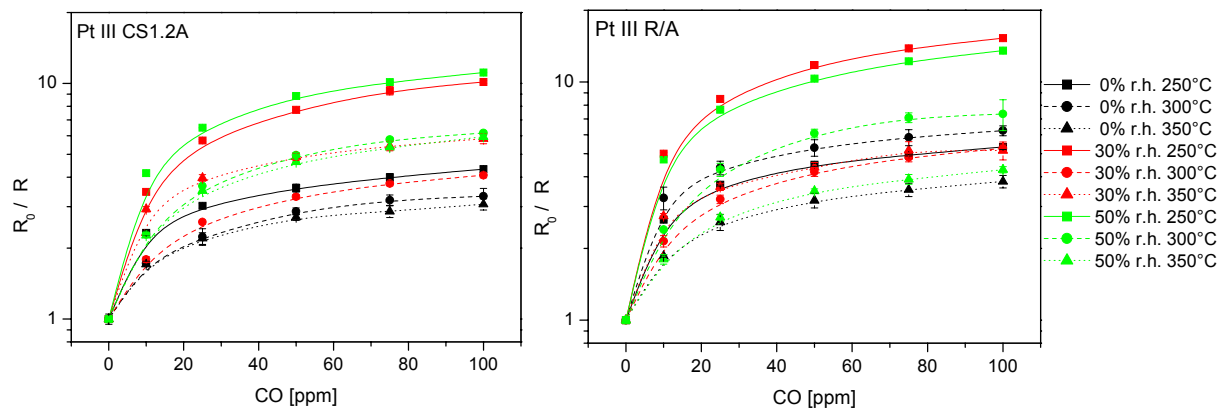 Pt III CS1.2A
10
1
R0 / R
0
20
40
60
80
100
CO [ppm]
Pt III R/A
10
1
R0 / R
0
20
40
60
80
100
CO [ppm]
0% r.h. 250°C
0% r.h. 300°C
0% r.h. 350°C
30% r.h. 250°C
30% r.h. 300°C
30% r.h. 350°C
50% r.h. 250°C
50% r.h. 300°C
50% r.h. 350°C